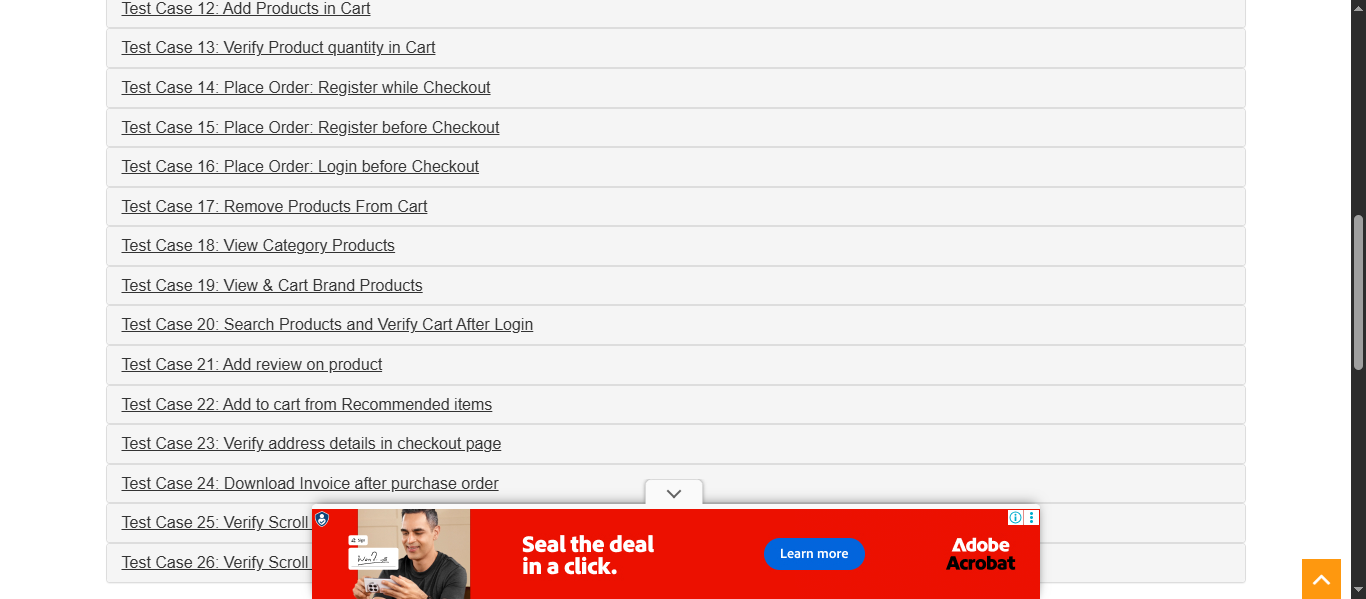 Test Case 12: Add Products in Cart
Test Case 13: Verify Product quantity in Cart
Test Case 14: Place Order: Register while Checkout
Test Case 15: Place Order: Register before Checkout
Test Case 16: Place Order: Login before Checkout
Test Case 17: Remove Products From Cart
Test Case 18: View Category Products
Test Case 19: View & Cart Brand Products
Test Case 20: Search Products and Verify Cart After Login
Test Case 21: Add review on product
Test Case 22: Add to cart from Recommended items
Test Case 23: Verify address details in checkout page
Test Case 24: Download Invoice after purchase order
Test Case 25: Verify Scroll
Test Case 26: Verify Scroll
Seal the deal
in a click.
Learn more
Adobe
Acrobat